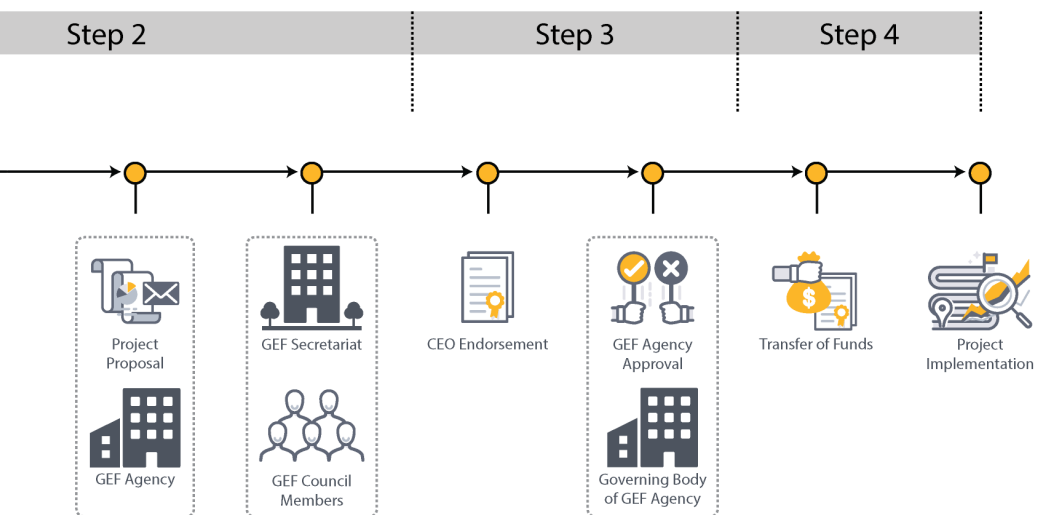 Step 2
Step 3
Step 4
Project
Proposal
GEF Agency
GEF Secretariat
GEF Council
Members
CEO Endorsement
GEF Agency
Approval
Governing Body
of GEF Agency
$
Transfer of Funds
Project
Implementation